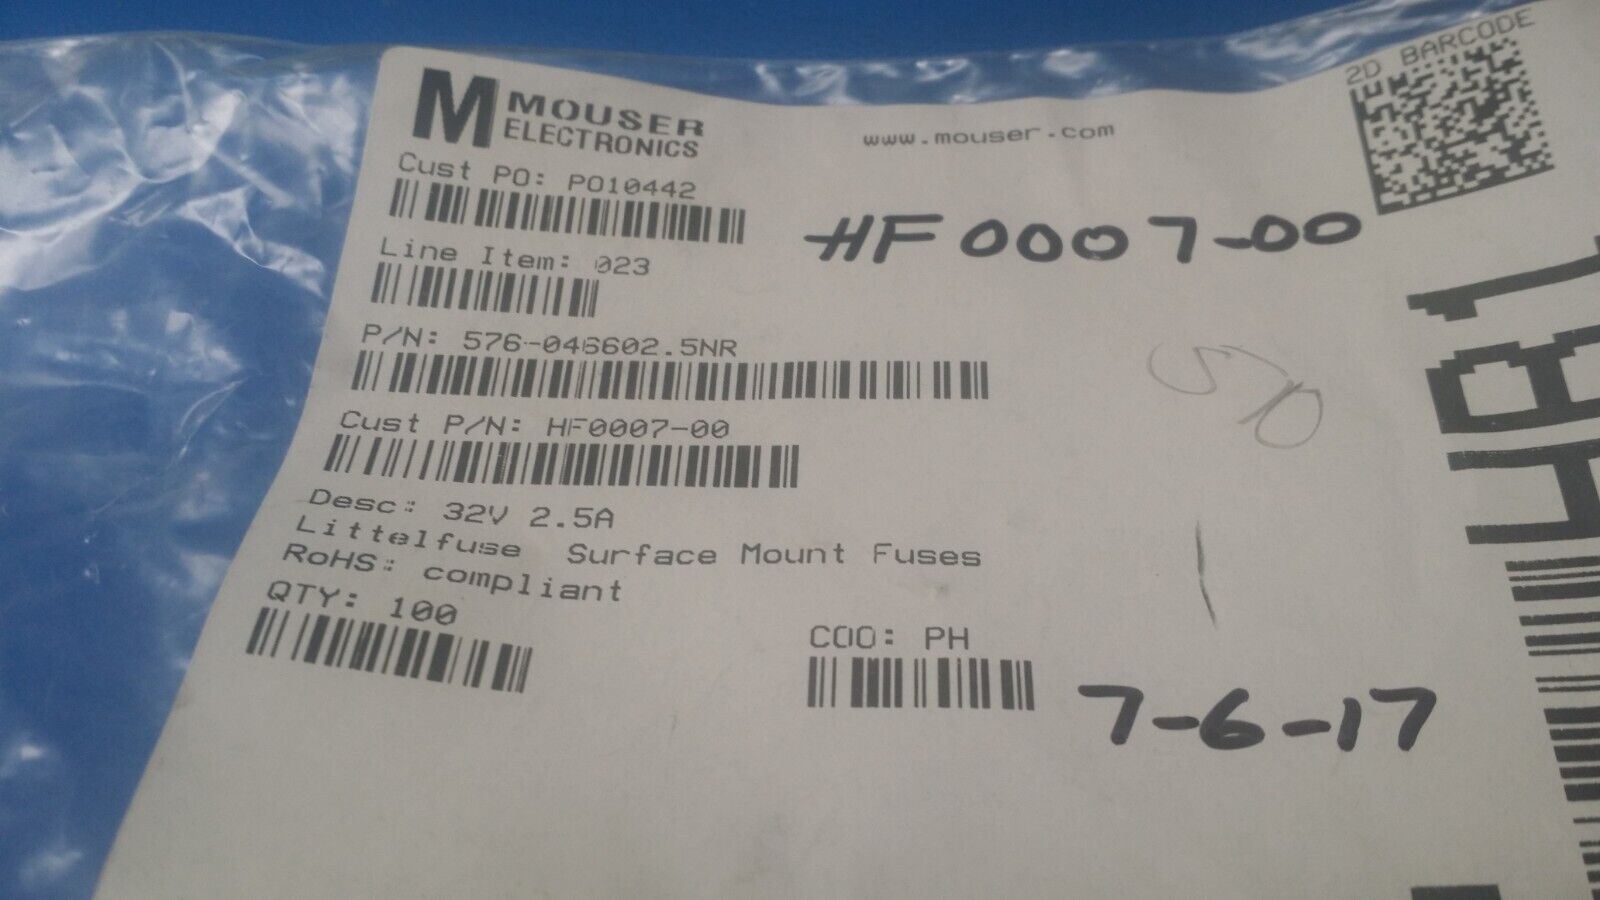 M MOUSER
ELECTRONICS
www.mouser.com
2D BARCODE
Cust PO: PO10442
HF0007-00
Line Item: 023
P/N: 576-046602.5NR
50
Cust P/N: HF0007-00
Desc: 32V 2.5A
Littelfuse Surface Mount Fuses
RoHS: compliant
QTY: 100
COO: PH
7-6-17